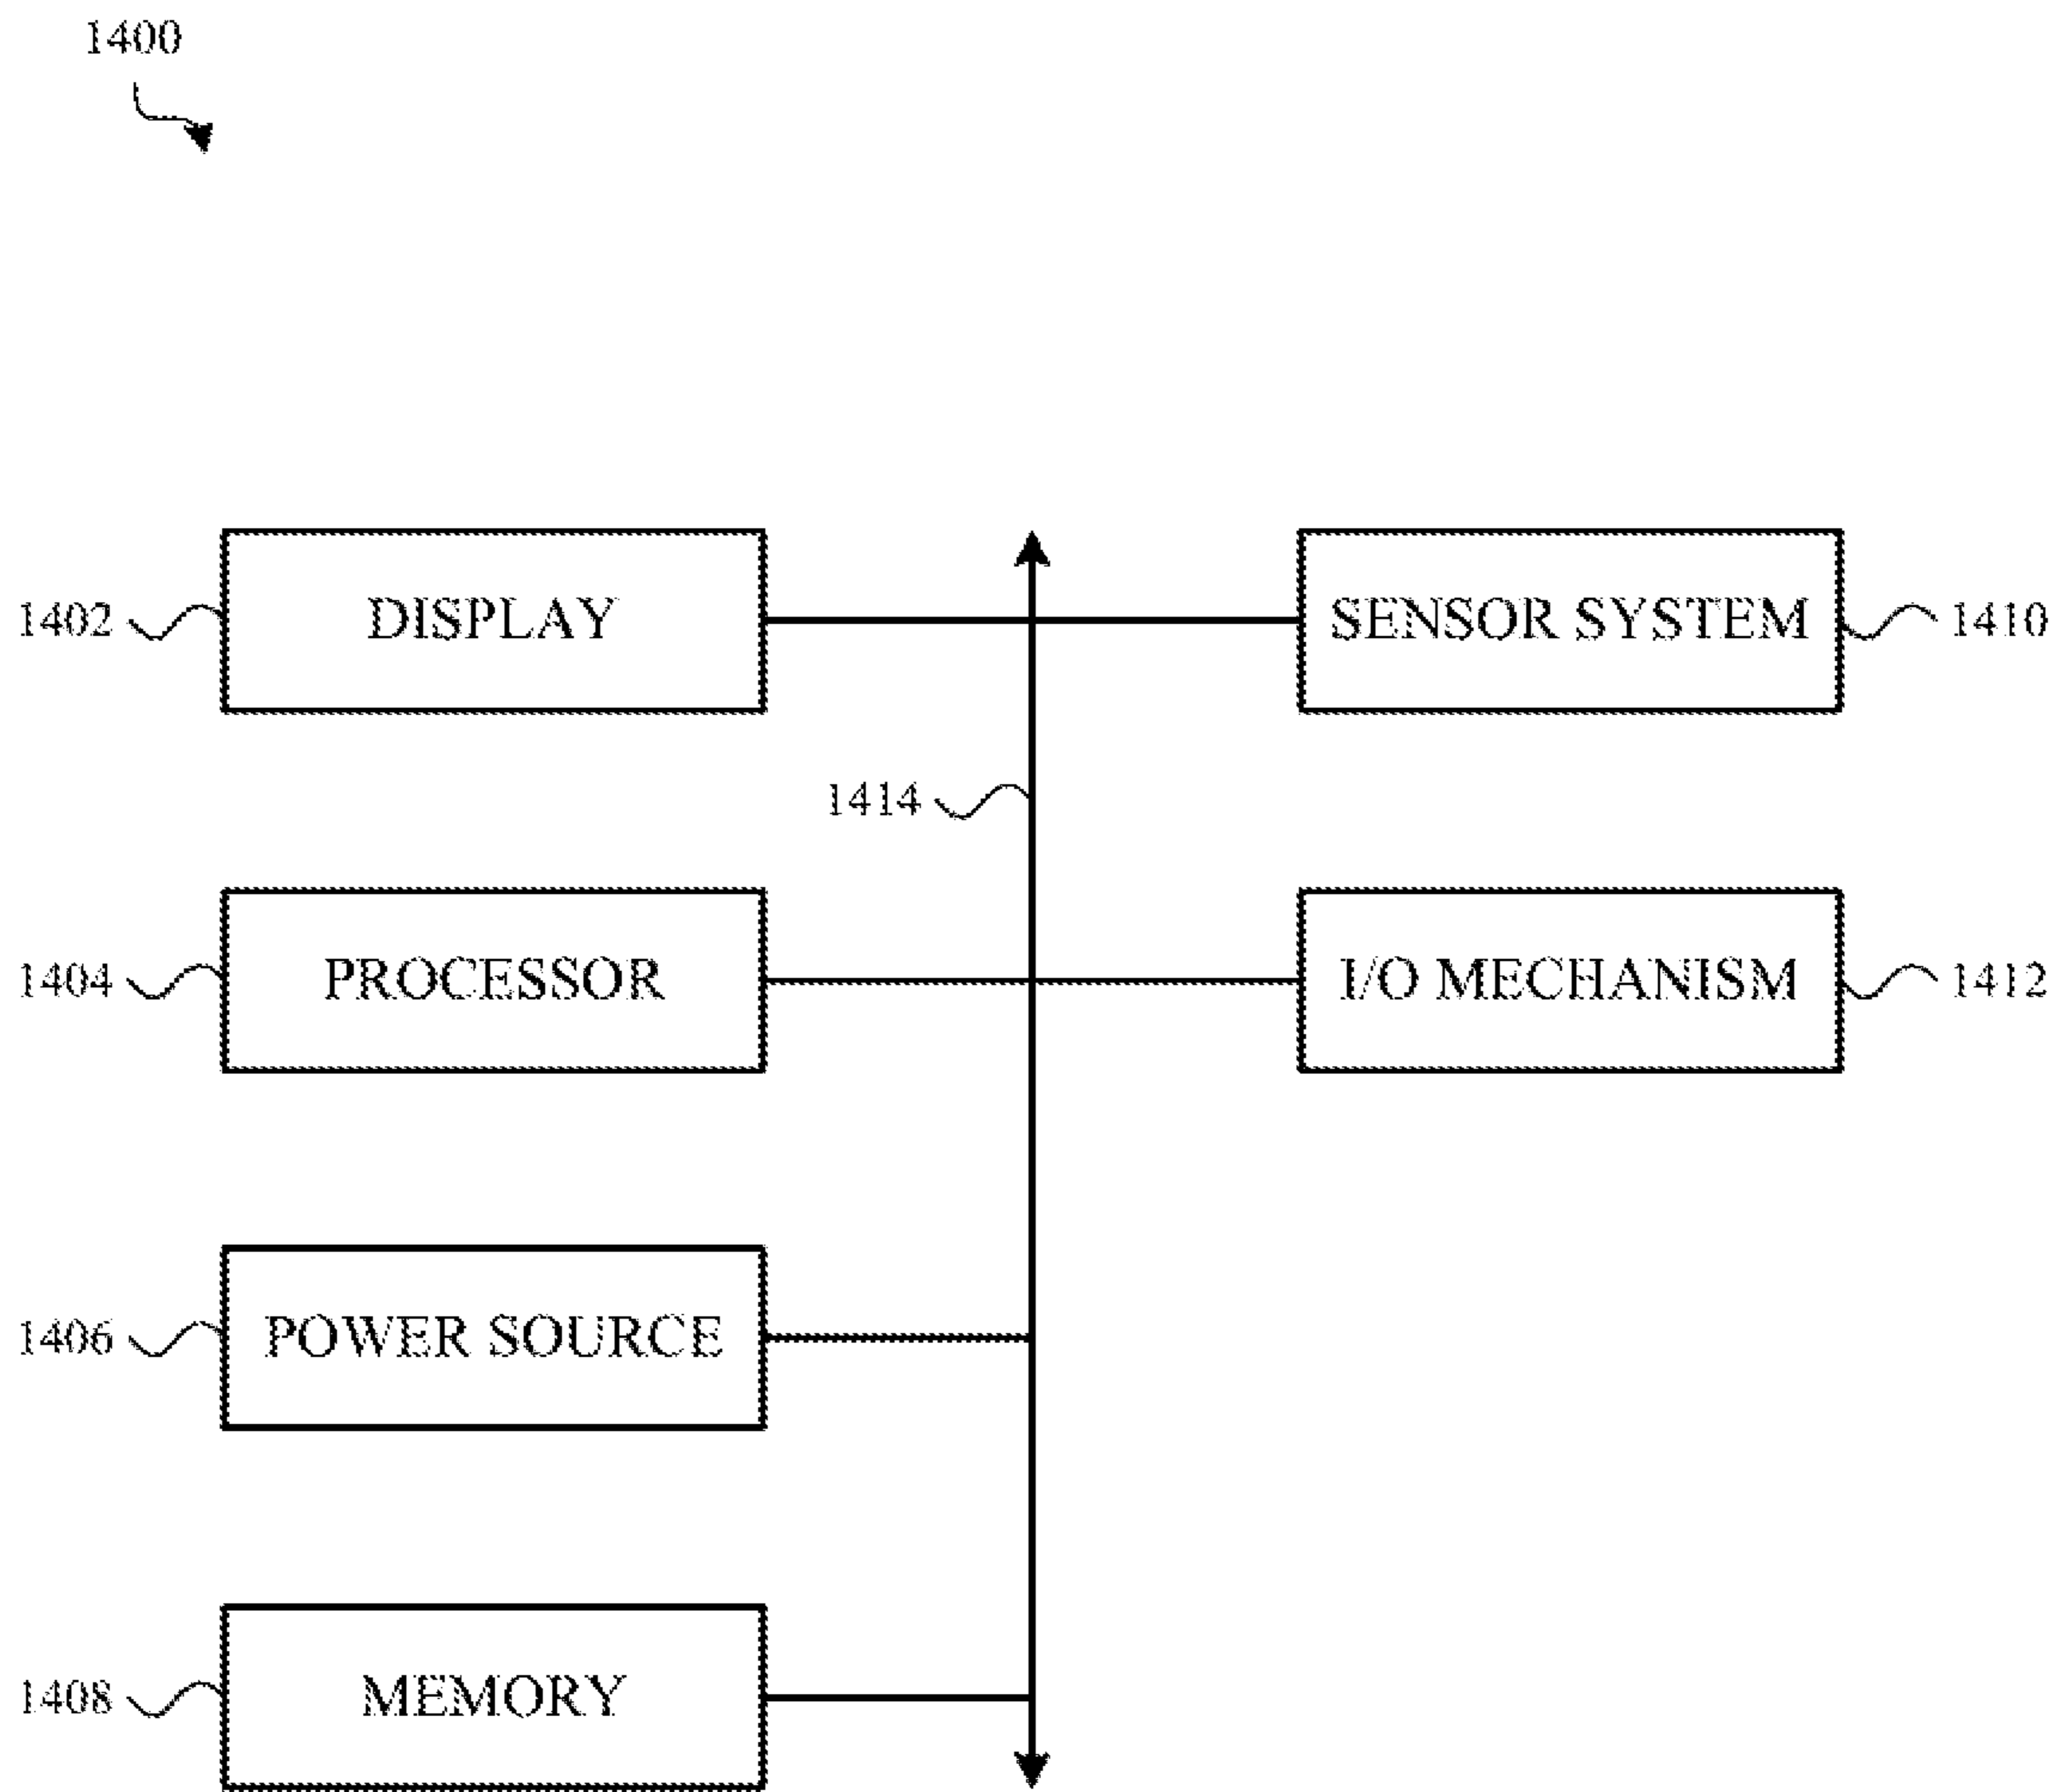 1400
1402 DISPLAY
SENSOR SYSTEM 1410
1414
1404 PROCESSOR
I/O MECHANISM 1412
1406 POWER SOURCE
1408 MEMORY